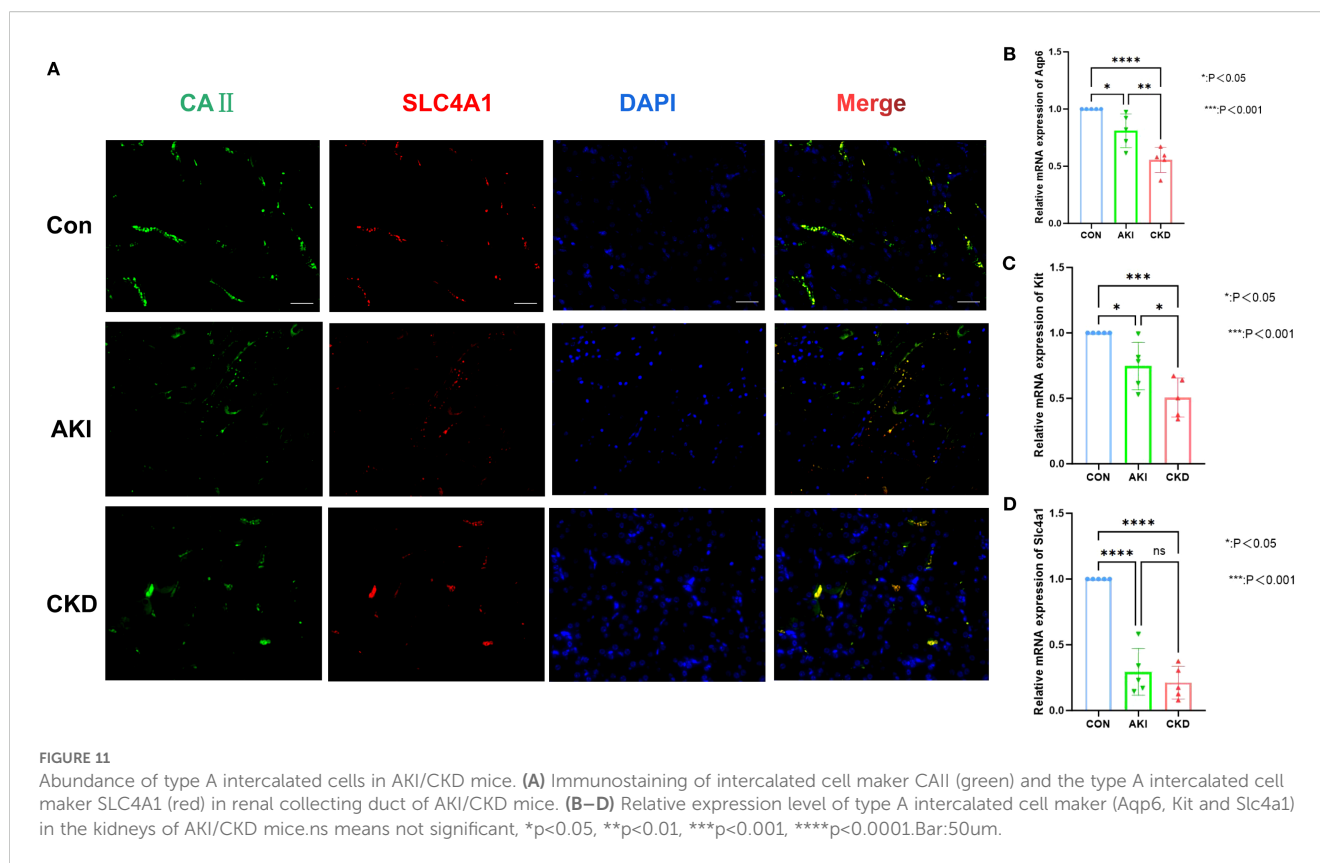 A
CA Ⅱ SLC4A1 DAPI Merge
Con
AKI
CKD
B
Relative mRNA expression of Aqp6
1.5
1.0
0.5
0.0
****
* **
CON AKI CKD
*:P<0.05
***:P<0.001
C
Relative mRNA expression of Kit
1.5
1.0
0.5
0.0
***
* *
CON AKI CKD
*:P<0.05
***:P<0.001
D
Relative mRNA expression of Slc4a1
1.5
1.0
0.5
0.0
****
**** ns
CON AKI CKD
*:P<0.05
***:P<0.001
FIGURE 11
Abundance of type A intercalated cells in AKI/CKD mice. (A) Immunostaining of intercalated cell maker CAII (green) and the type A intercalated cell
maker SLC4A1 (red) in renal collecting duct of AKI/CKD mice. (B–D) Relative expression level of type A intercalated cell maker (Aqp6, Kit and Slc4a1)
in the kidneys of AKI/CKD mice.ns means not significant, *p<0.05, **p<0.01, ***p<0.001, ****p<0.0001.Bar:50um.